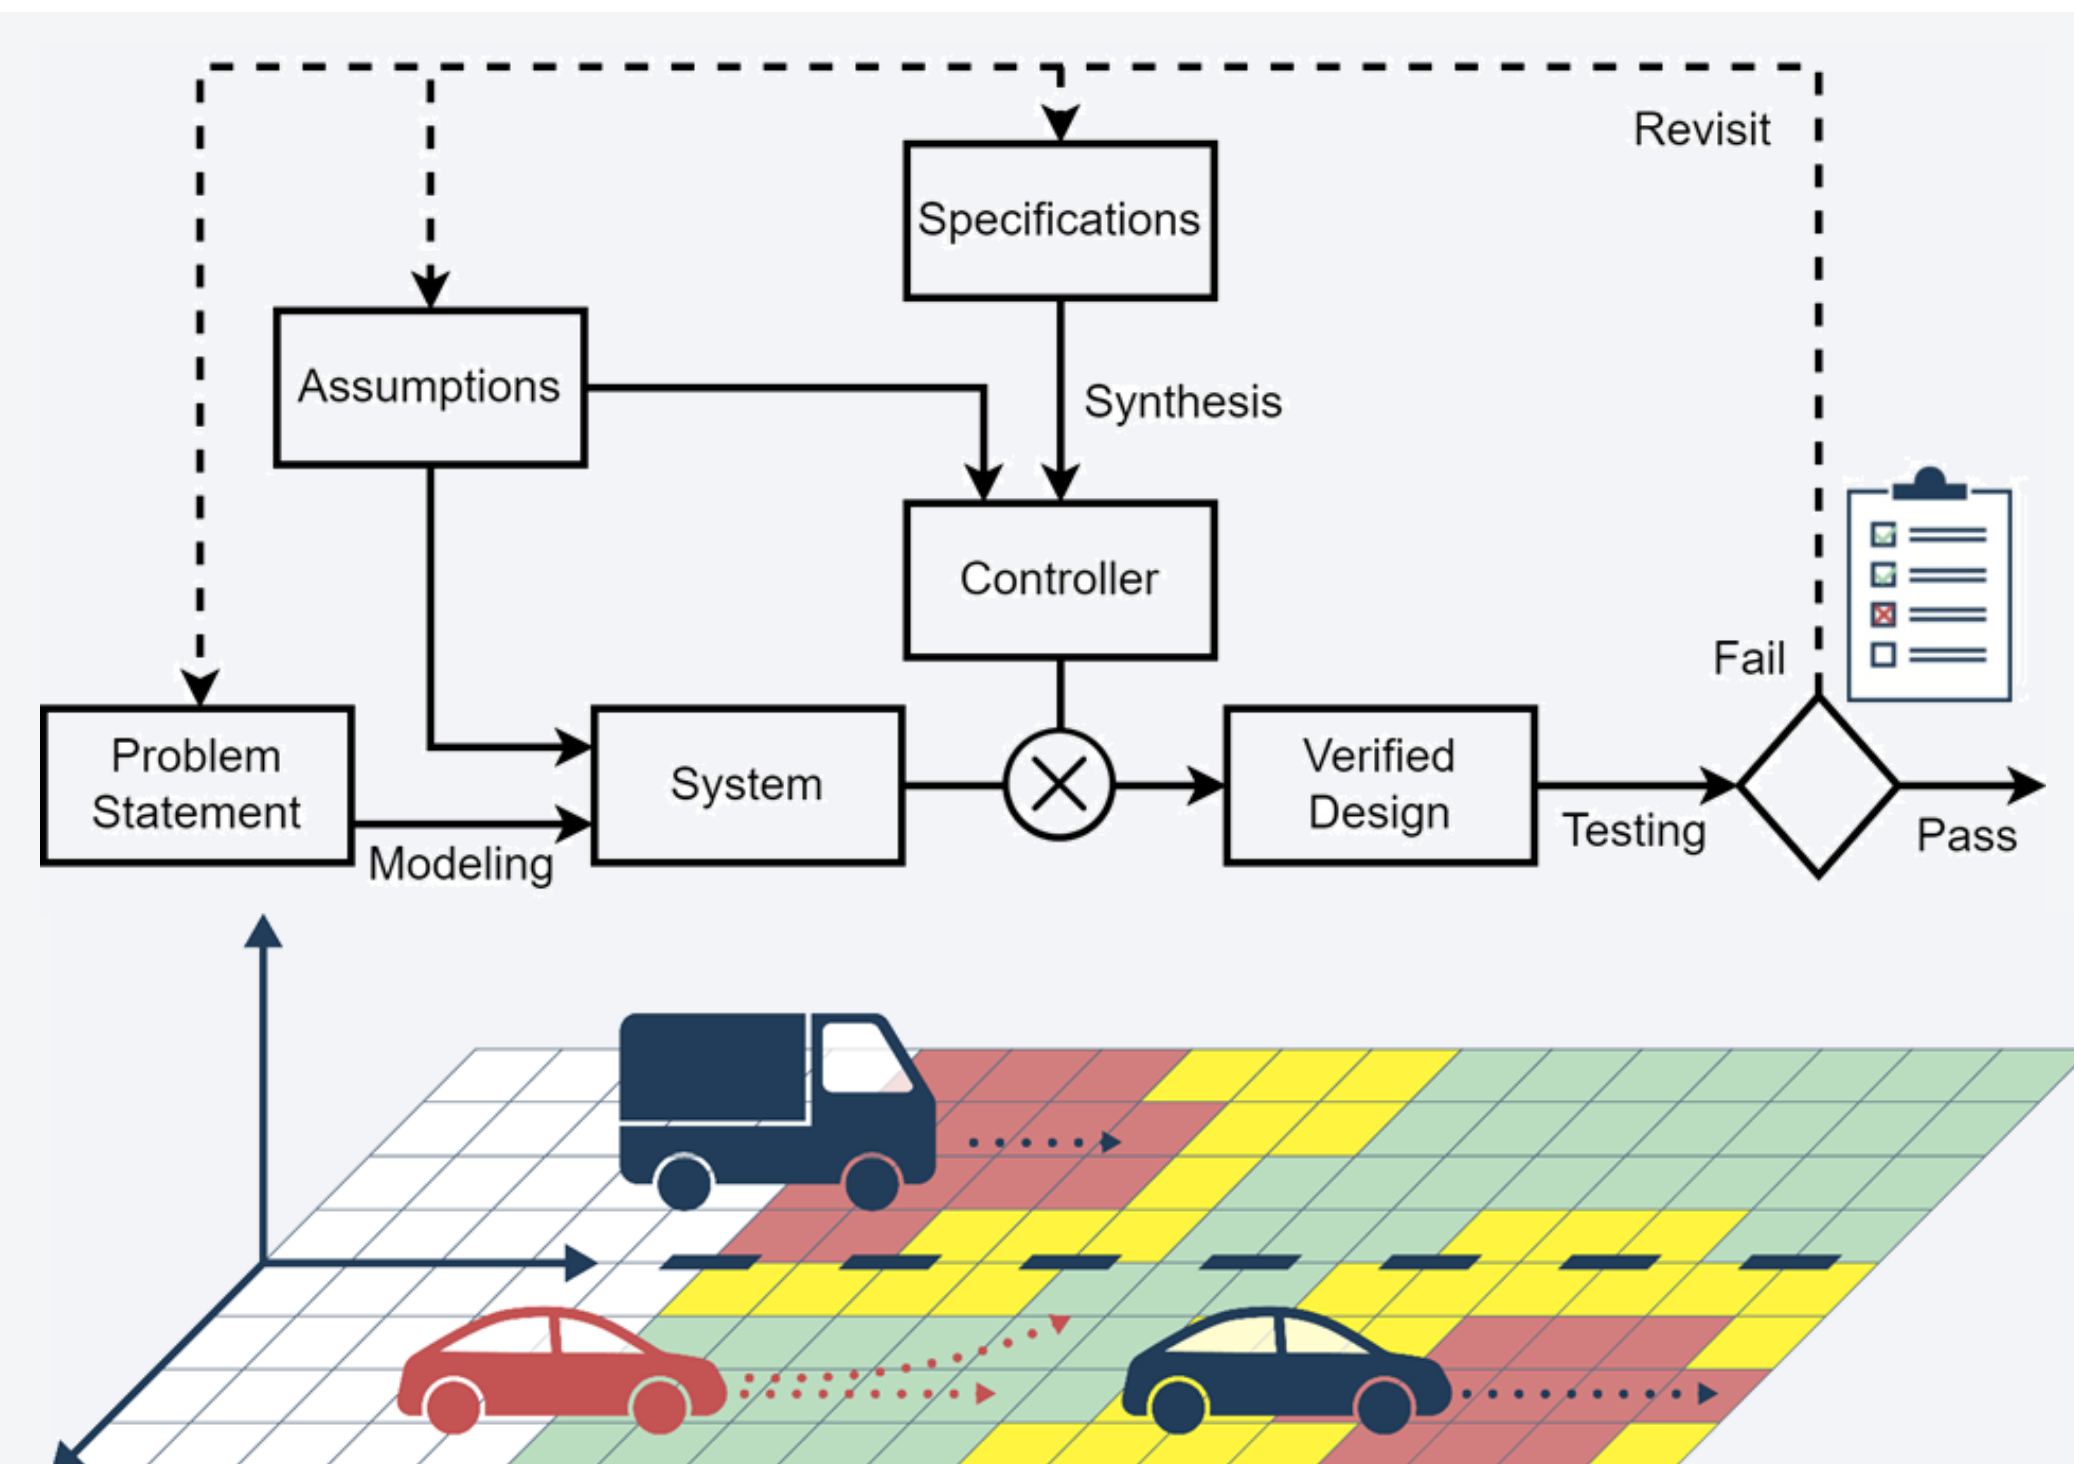 Revisit
Specifications
Assumptions
Synthesis
Controller
Fail
Problem
Statement
Modeling
System
Verified
Design
Testing
Pass